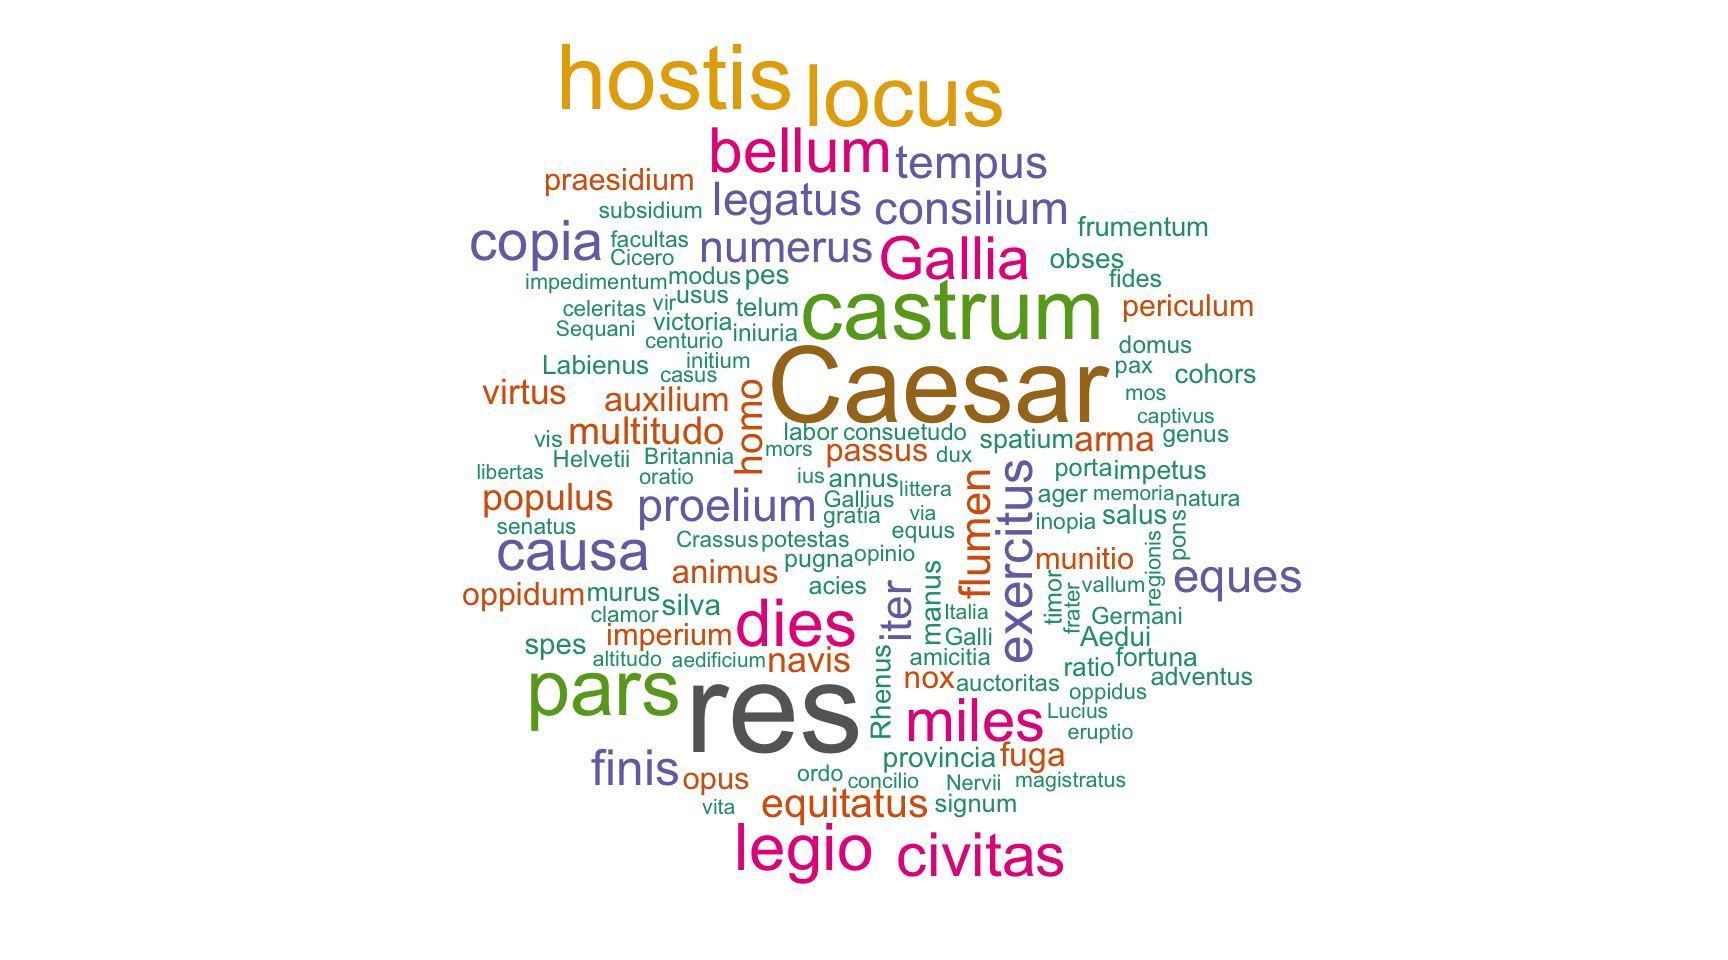 hostis locus
bellum tempus
praesidium legatus consilium
subsidium frumentum
copia facultas numerus Gallia obses
Cicero
impedimentum modus pes fides
celeritas vir usus telum castrum periculum
Sequani victoria iniuria
centurio domus
Labienus initium Caesar pax cohors
casus
virtus auxilium homo mos
captivus
multitudo labor consuetudo spatium arma genus
vis mors passus dux
Helvetii Britannia porta impetus
libertas oratio ius annus littera flumen exercitus
populus proelium Gallius ager memoria natura
gratia via inopia salus
senatus equus pons
causa Crassus potestas
pugna opinio munitio regionis
animus eques
oppidum murus acies iter manus timor vallum
clamor silva frater
imperium dies Italia Germani
spes Galli Aedui
altitudo aedificium navis amicitia ratio fortuna
pars res Rhenus nox auctoritas adventus
oppidus
miles Lucius
eruptio
finis provincia fuga
opus ordo concilio Nervii magistratus
vita equitatus signum
legio civitas